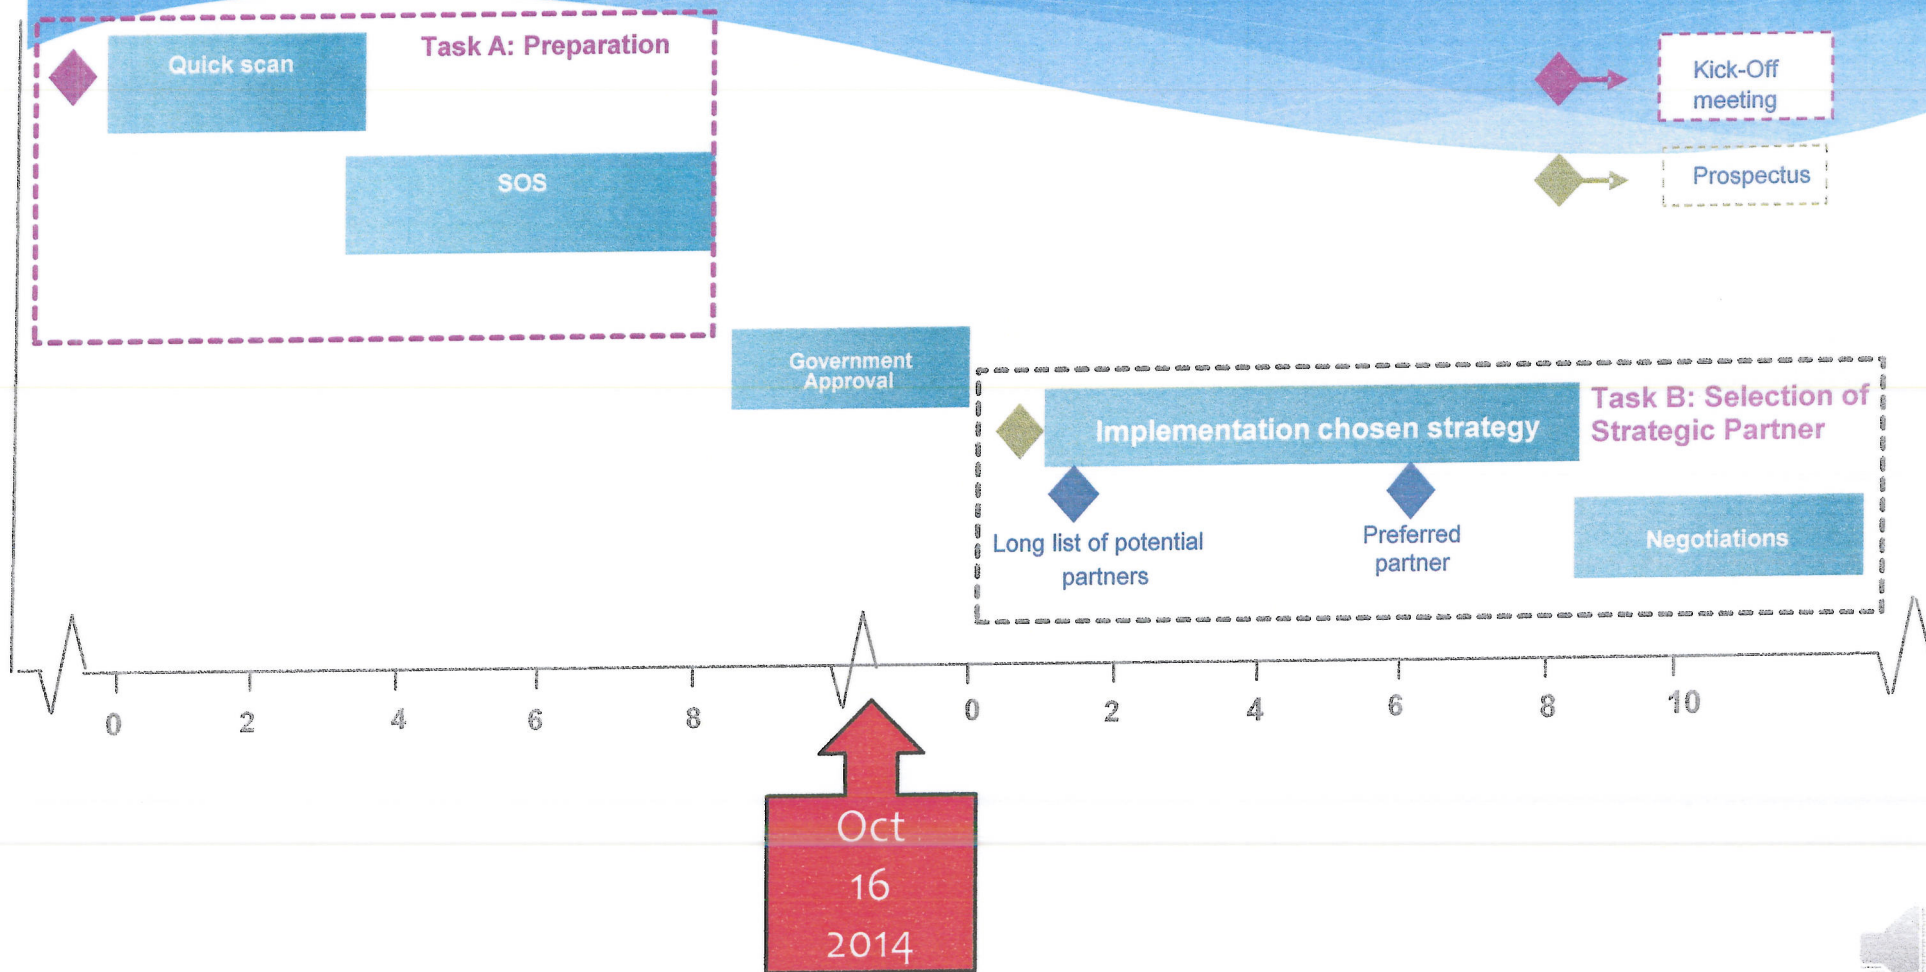 Task A: Preparation
Quick scan
SOS
Kick-Off
meeting
Prospectus
Government
Approval
Implementation chosen strategy
Task B: Selection of
Strategic Partner
Long list of potential
partners
Preferred
partner
Negotiations
0 2 4 6 8 0 2 4 6 8 10
Oct
16
2014